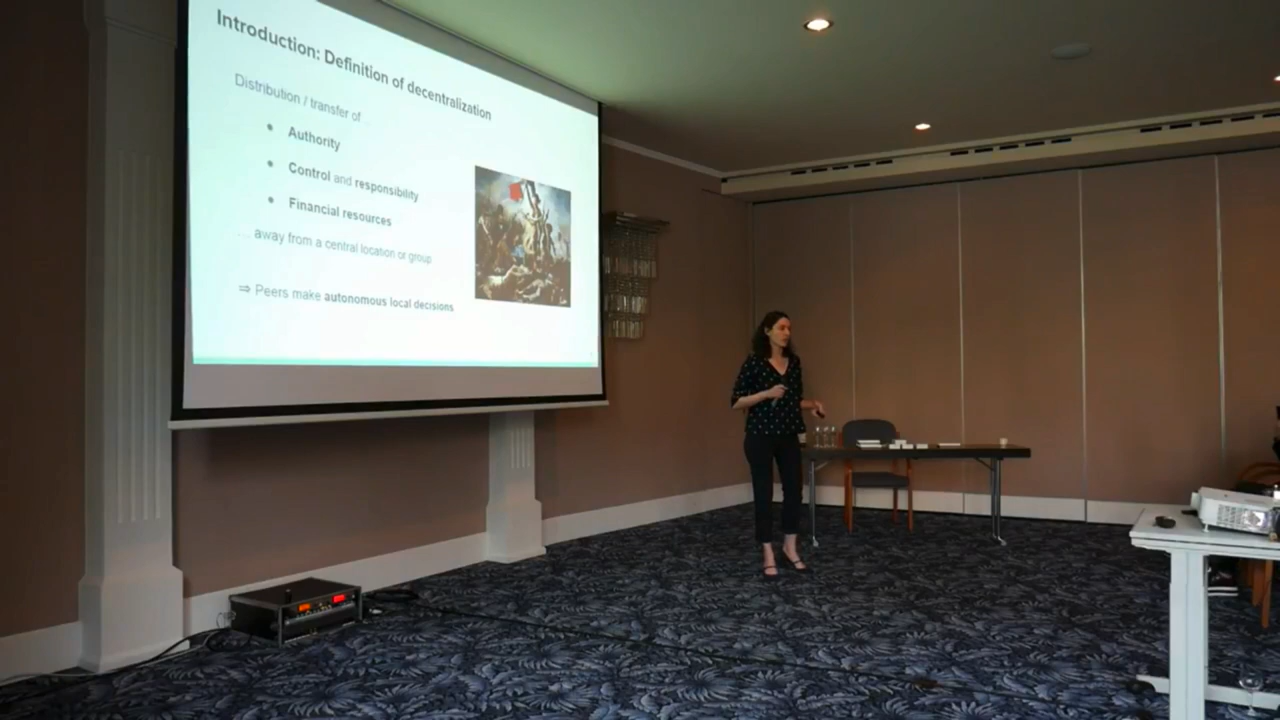 Introduction: Definition of decentralization
Distribution / transfer of ...
● Authority
● Control and responsibility
● Financial resources
... away from a central location or group
⇒ Peers make autonomous local decisions